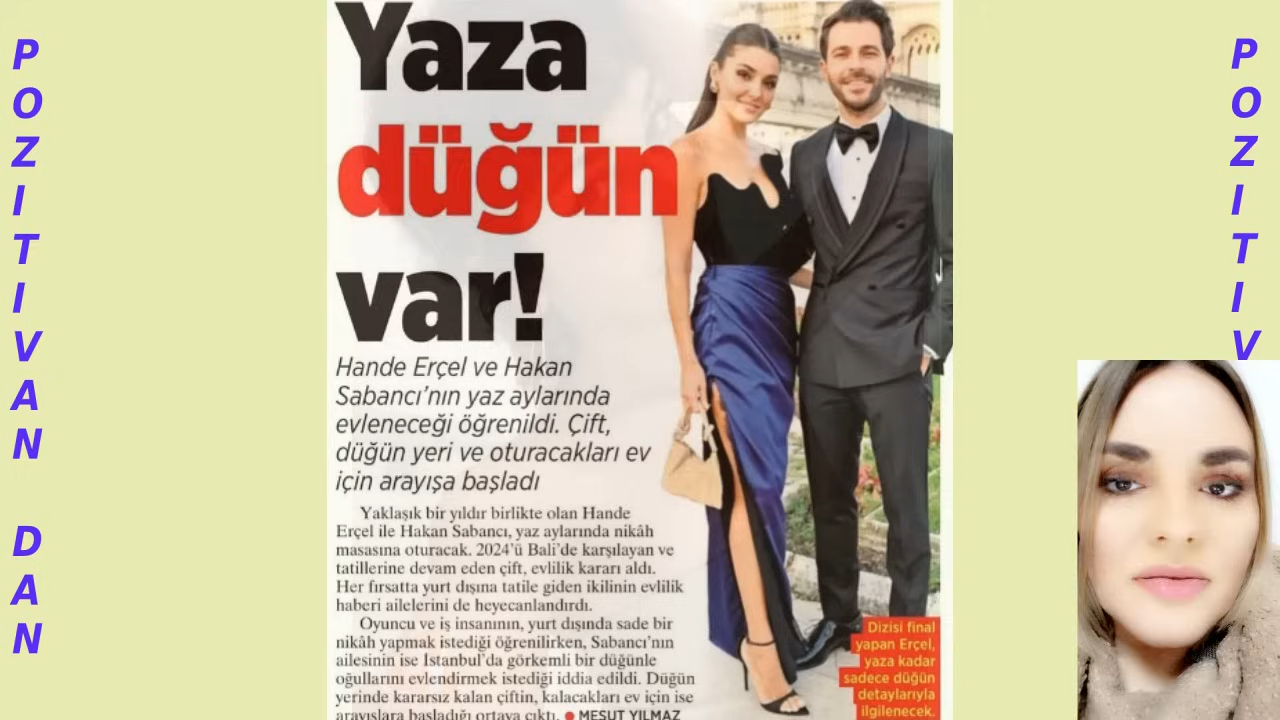 POZITIVAN DAN
Yaza
düğün
var!
Hande Erçel ve Hakan
Sabancı'nın yaz aylarında
evleneceği öğrenildi. Çift,
düğün yeri ve oturacakları ev
için arayışa başladı
Yaklaşık bir yıldır birlikte olan Hande
Erçel ile Hakan Sabancı, yaz aylarında nikâh
masasına oturacak. 2024'ü Bali'de karşılayan ve
tatillerine devam eden çift, evlilik kararı aldı.
Her fırsatta yurt dışına tatile giden ikilinin evlilik
haberi ailelerini de heyecanlandırdı.
Oyuncu ve iş insanının, yurt dışında sade bir
nikâh yapmak istediği öğrenilirken, Sabancı'nın
ailesinin ise İstanbul'da görkemli bir düğünle
oğullarını evlendirmek istediği iddia edildi. Düğün
yerinde kararsız kalan çiftin, kalacakları ev için ise
arayışlara başladığı ortaya çıktı. ● MESUT YILMAZ
Dizisi final
yapan Erçel,
yaza kadar
sadece düğün
detaylarıyla
ilgilenecek.
POZITIV